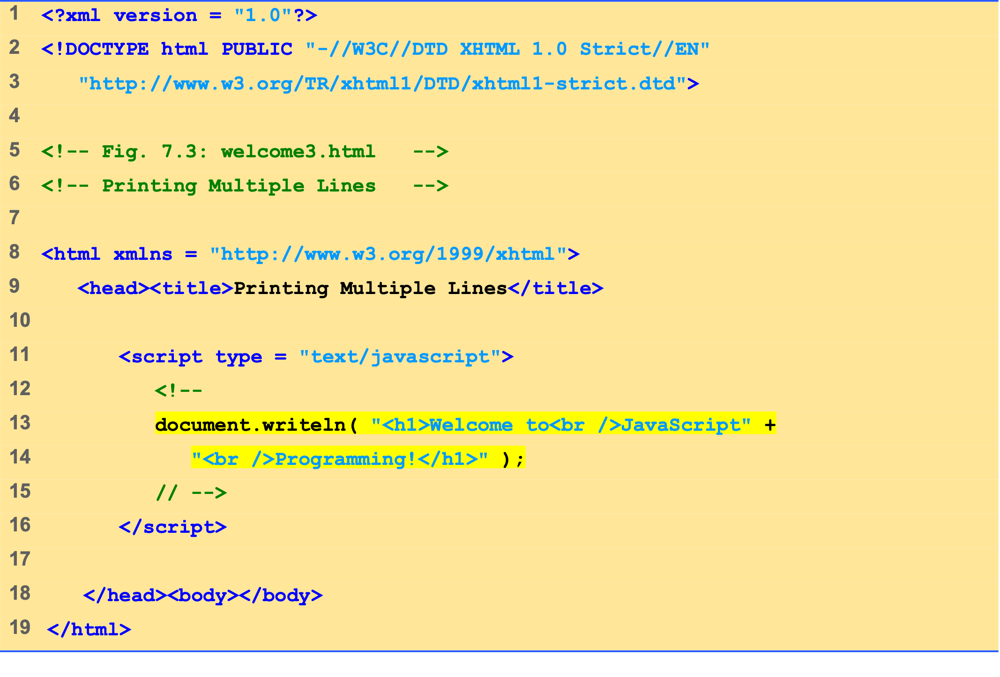 1 <?xml version = "1.0"?>
2 <!DOCTYPE html PUBLIC "-//W3C//DTD XHTML 1.0 Strict//EN"
3    "http://www.w3.org/TR/xhtml1/DTD/xhtml1-strict.dtd">
4
5 <!-- Fig. 7.3: welcome3.html   -->
6 <!-- Printing Multiple Lines   -->
7
8 <html xmlns = "http://www.w3.org/1999/xhtml">
9    <head><title>Printing Multiple Lines</title>
10
11       <script type = "text/javascript">
12          <!--
13          document.writeln( "<h1>Welcome to<br />JavaScript" +
14             "<br />Programming!</h1>" );
15          // -->
16       </script>
17
18    </head><body></body>
19 </html>